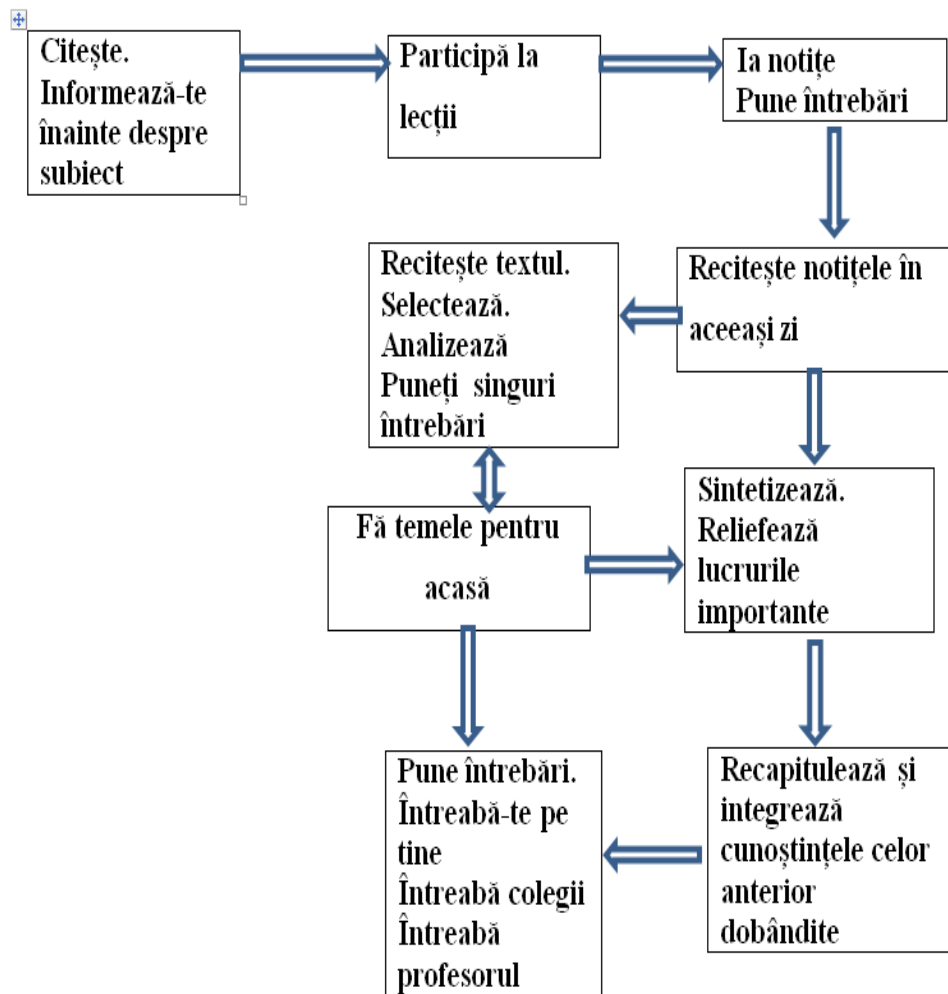 Citește.
Informează-te
înainte despre
subiect
Participă la
lecții
Ia notițe
Pune întrebări
Recitește notițele în
aceeași zi
Recitește textul.
Selectează.
Analizează
Puneți singuri
întrebări
Fă temele pentru
acasă
Sintetizează.
Reliefează
lucrurile
importante
Recapitulează și
integrează
cunoștințele celor
anterior
dobândite
Pune întrebări.
Întreabă-te pe
tine
Întreabă colegii
Întreabă
profesorul